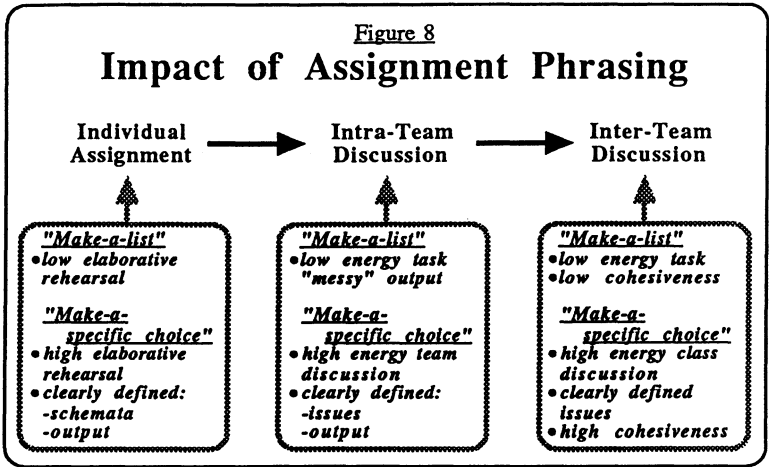 Figure 8
Impact of Assignment Phrasing
Individual
Assignment
Intra-Team
Discussion
Inter-Team
Discussion
"Make-a-list"
•low elaborative
rehearsal
"Make-a-
specific choice"
•high elaborative
rehearsal
•clearly defined:
-schemata
-output
"Make-a-list"
•low energy task
"messy" output
"Make-a-
specific choice"
•high energy team
discussion
•clearly defined:
-issues
-output
"Make-a-list"
•low energy task
•low cohesiveness
"Make-a-
specific choice"
•high energy class
discussion
•clearly defined
issues
•high cohesiveness